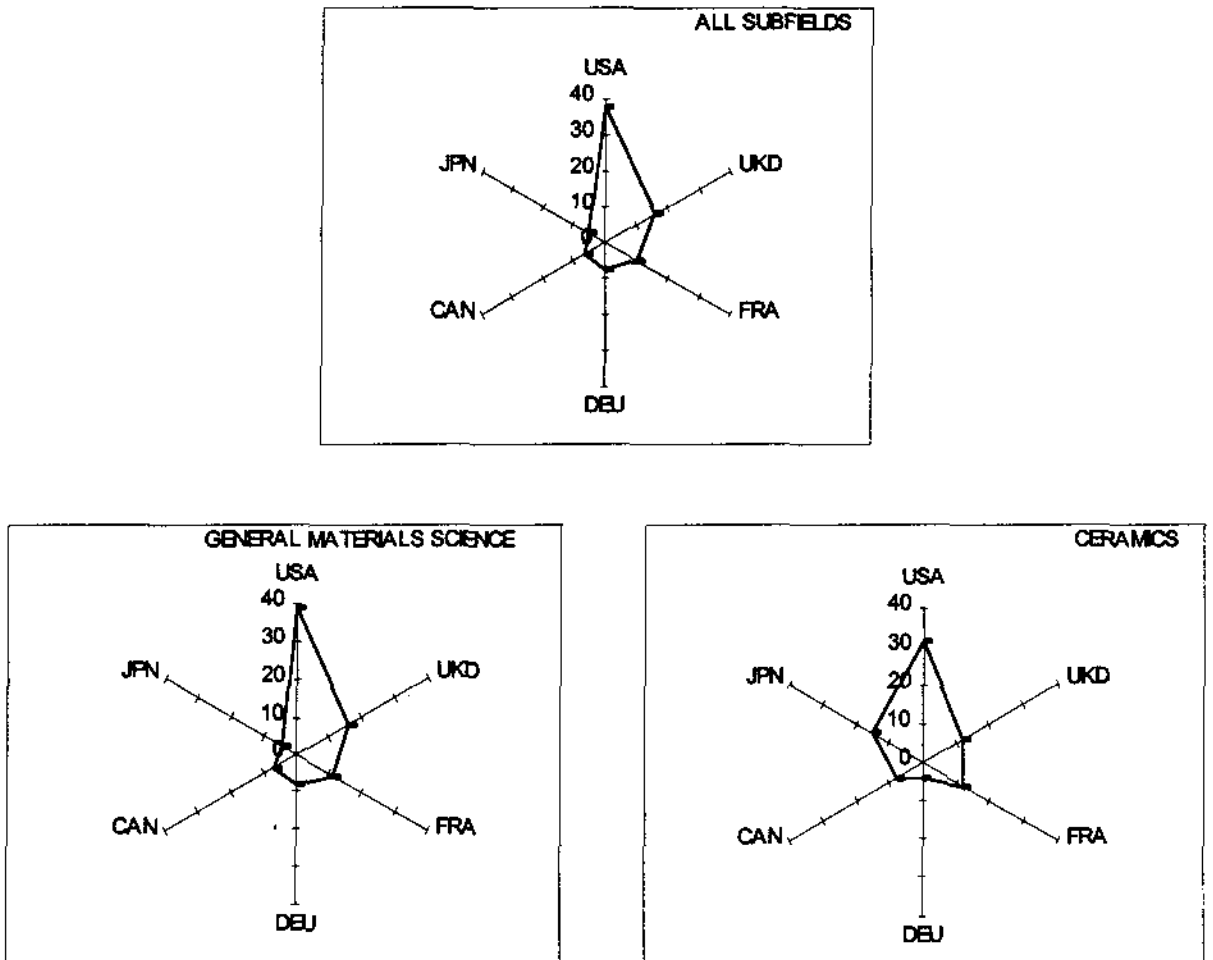 ALL SUBFIELDS
USA
40
30
JPN 20 UKD
10
0
CAN FRA
DEU
GENERAL MATERIALS SCIENCE
USA
40
30
JPN 20 UKD
10
0
CAN FRA
DEU
CERAMICS
USA
40
30
JPN 20 UKD
10
0
CAN FRA
DEU